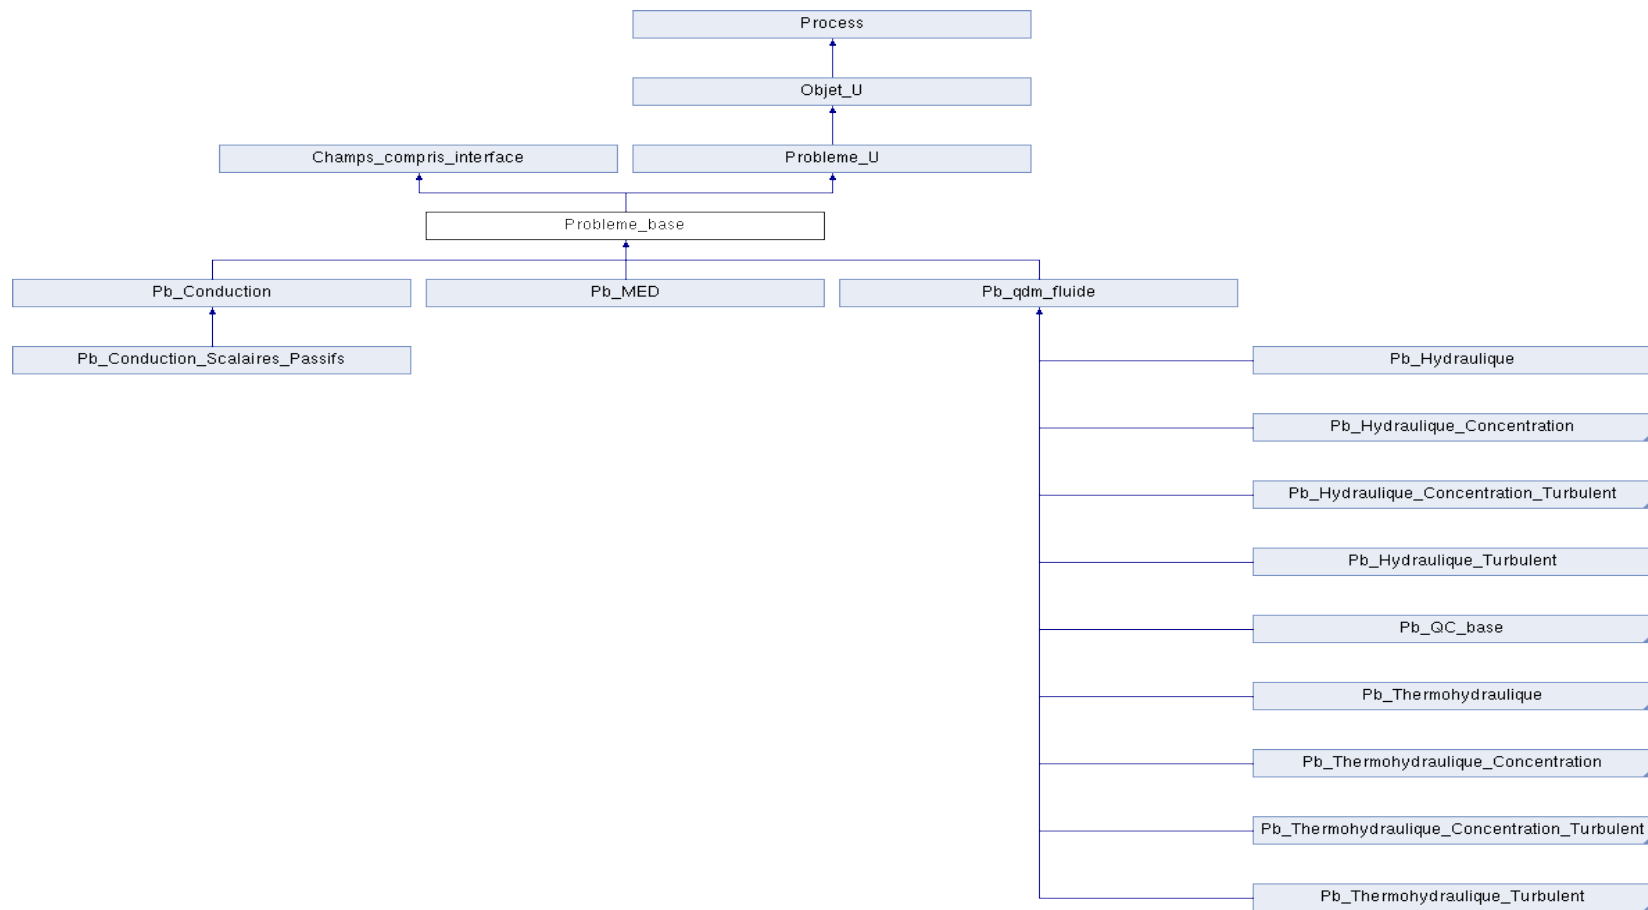 Process
Objet_U
Champs_compris_interface
Probleme_U
Probleme_base
Pb_Conduction
Pb_MED
Pb_qdm_fluide
Pb_Conduction_Scalaires_Passifs
Pb_Hydraulique
Pb_Hydraulique_Concentration
Pb_Hydraulique_Concentration_Turbulent
Pb_Hydraulique_Turbulent
Pb_QC_base
Pb_Thermohydraulique
Pb_Thermohydraulique_Concentration
Pb_Thermohydraulique_Concentration_Turbulent
Pb_Thermohydraulique_Turbulent